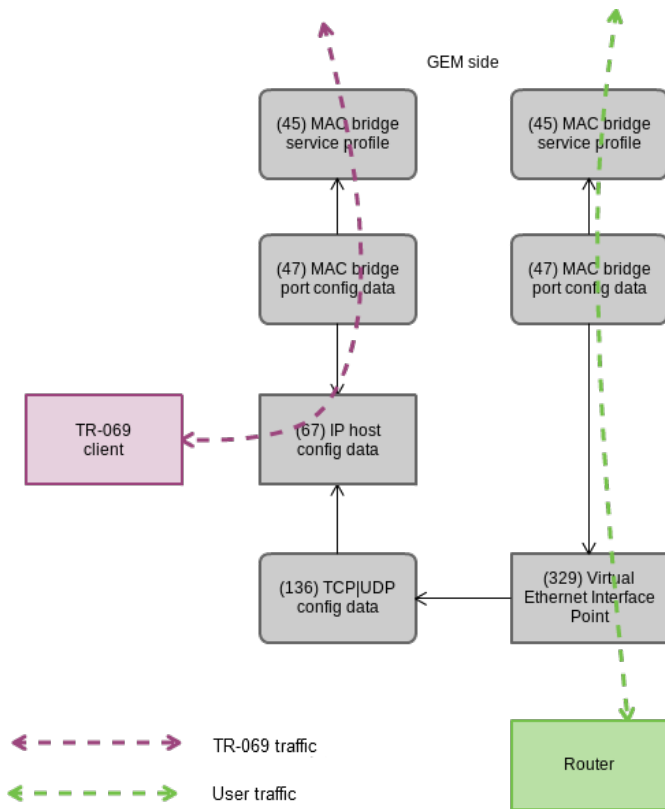 GEM side
(45) MAC bridge
service profile
(45) MAC bridge
service profile
(47) MAC bridge
port config data
(47) MAC bridge
port config data
TR-069
client
(67) IP host
config data
(136) TCP|UDP
config data
(329) Virtual
Ethernet Interface
Point
TR-069 traffic
Router
User traffic